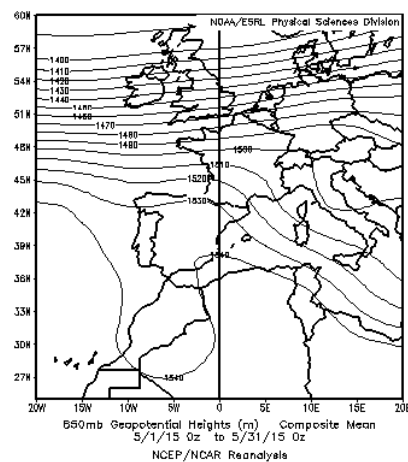 NOAA/ESRL Physical Sciences Division
60N
57N
54N
51N
48N
45N
42N
39N
36N
33N
30N
27N
1400
1410
1420
1430
1440
1450
1460
1470
1480
1490
1500
1510
1520
1530
1540
1540
20W
15W
10W
5W
0
5E
10E
15E
20E
850mb Geopotential Heights (m) Composite Mean
5/1/15 0z to 5/31/15 0z
NCEP/NCAR Reanalysis